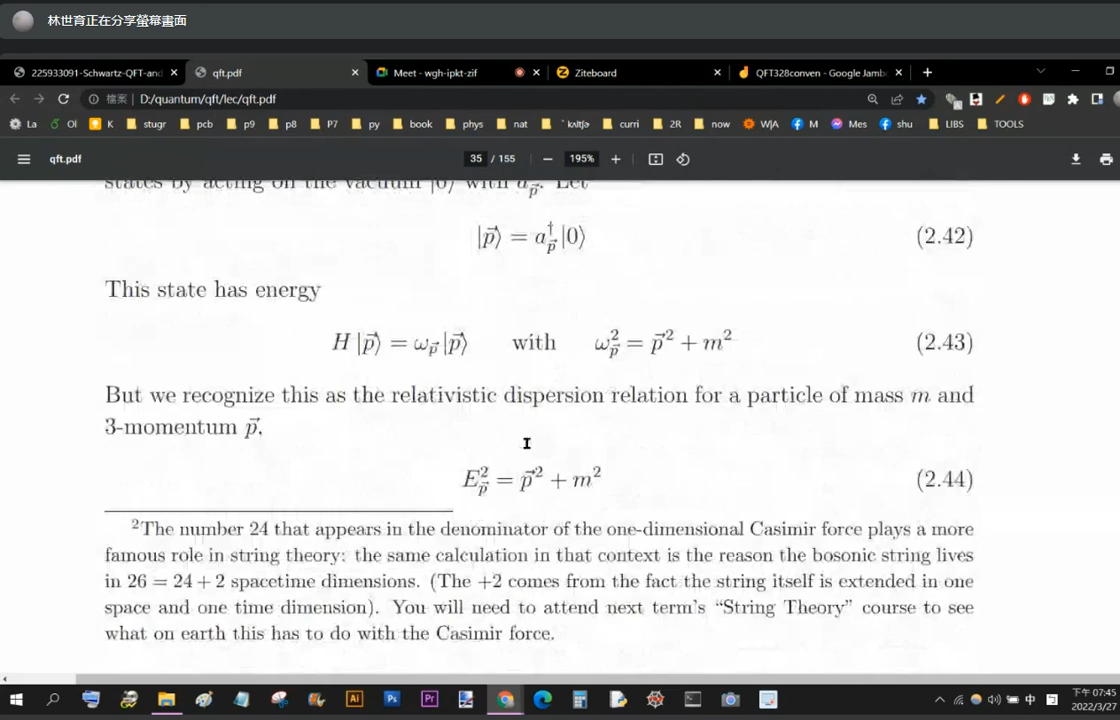 林世育正在分享螢幕畫面
225933091-Schwartz-QFT-and
qft.pdf
Meet - wgh-ipkt-zif
Ziteboard
QFT328conven - Google Jamb
檔案 D:/quantum/qft/lec/qft.pdf
La Ol K stugr pcb p9 p8 P7 py book phys nat curri 2R now W|A M Mes shu LIBS TOOLS
qft.pdf 35 / 155 195%
states by acting on the vacuum |0⟩ with a†_p⃗. Let
|p⃗⟩ = a†_p⃗ |0⟩ (2.42)
This state has energy
H |p⃗⟩ = ω_p⃗ |p⃗⟩ with ω²_p⃗ = p⃗² + m² (2.43)
But we recognize this as the relativistic dispersion relation for a particle of mass m and
3-momentum p⃗,
E²_p⃗ = p⃗² + m² (2.44)
²The number 24 that appears in the denominator of the one-dimensional Casimir force plays a more
famous role in string theory: the same calculation in that context is the reason the bosonic string lives
in 26 = 24 + 2 spacetime dimensions. (The +2 comes from the fact the string itself is extended in one
space and one time dimension). You will need to attend next term's “String Theory” course to see
what on earth this has to do with the Casimir force.
Ai Ps Pr
中
下午 07:45
2022/3/27